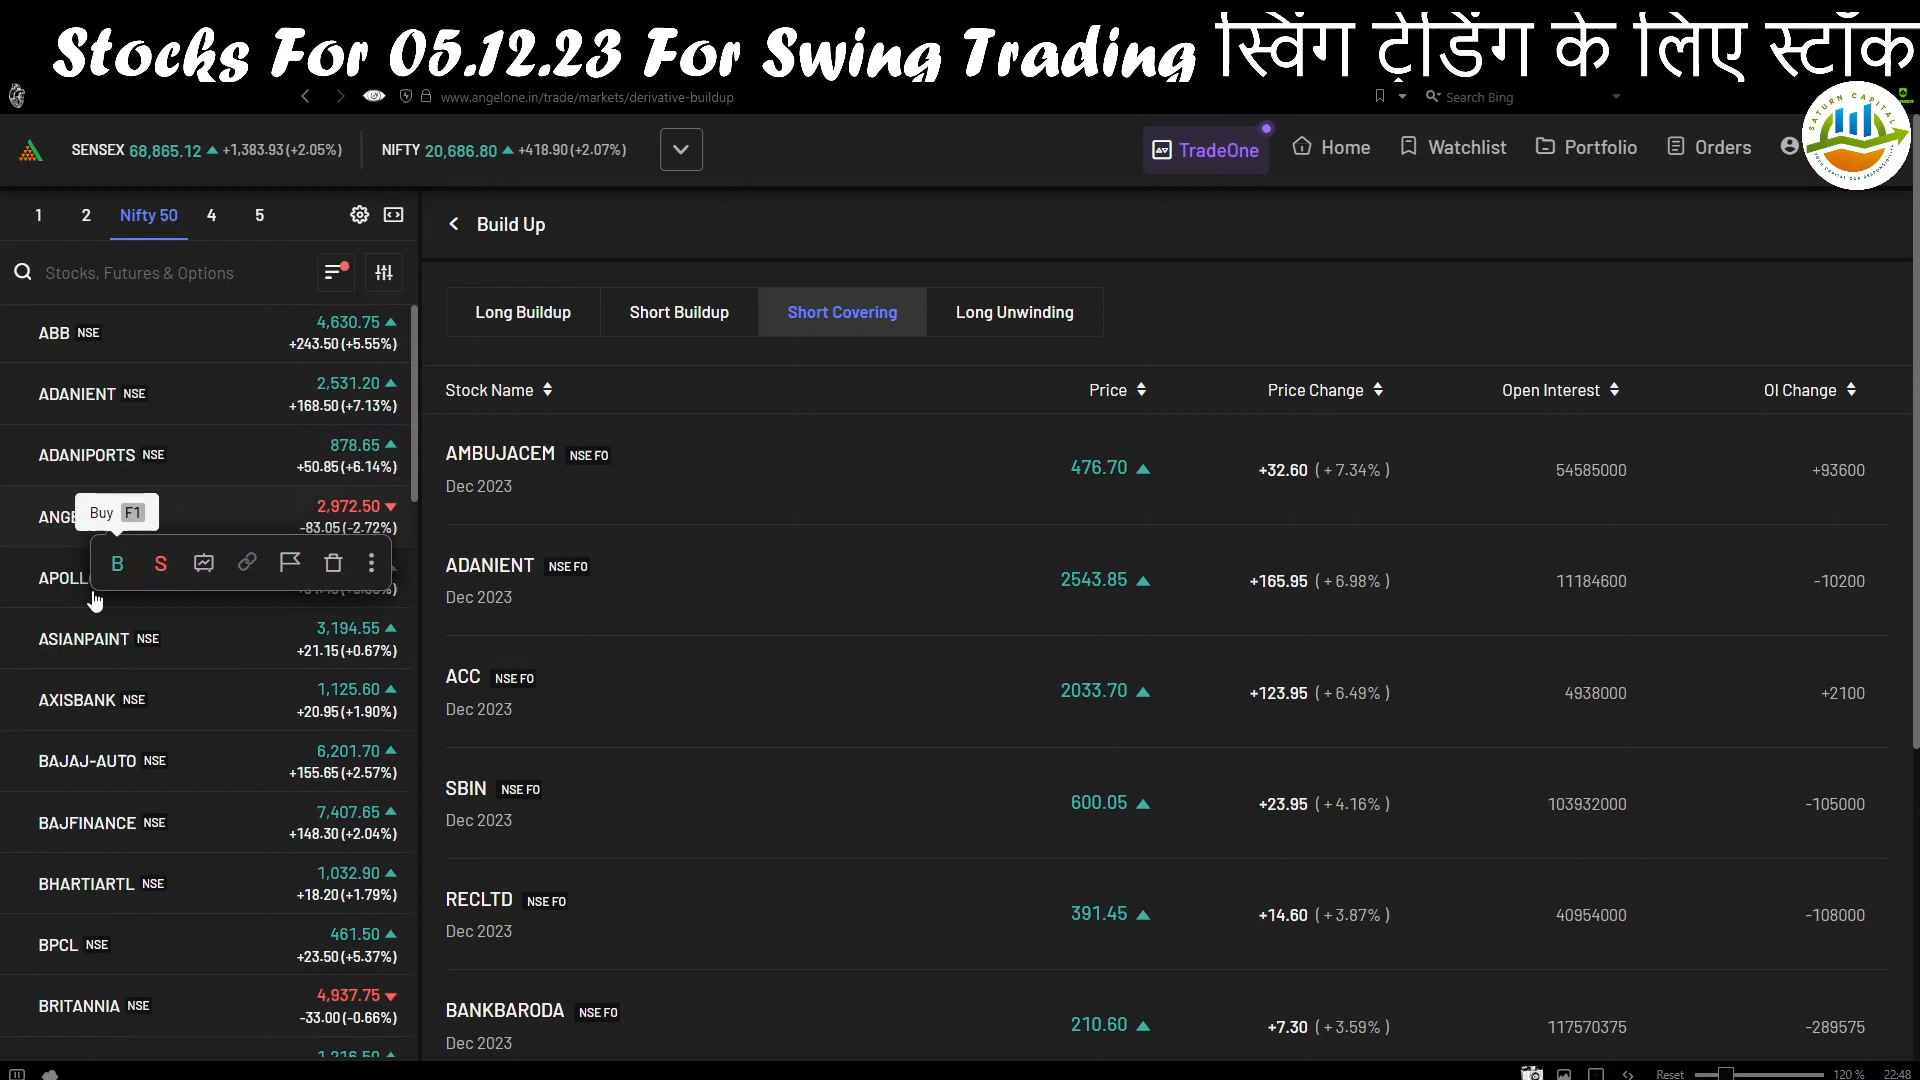 Stocks For 05.12.23 For Swing Trading स्विंग ट्रेडिंग के लिए स्टॉक
www.angelone.in/trade/markets/derivative-buildup
Search Bing
SATURN CAPITAL
YOUR CAPITAL OUR RESPONSIBILITY
SENSEX 68,865.12 +1,383.93 (+2.05%)
NIFTY 20,686.80 +418.90 (+2.07%)
TradeOne
Home
Watchlist
Portfolio
Orders
1 2 Nifty 50 4 5
Stocks, Futures & Options
ABB NSE 4,630.75
+243.50 (+5.55%)
ADANIENT NSE 2,531.20
+168.50 (+7.13%)
ADANIPORTS NSE 878.65
+50.85 (+6.14%)
ANGE 2,972.50
-83.05 (-2.72%)
Buy F1
B S
APOLL
ASIANPAINT NSE 3,194.55
+21.15 (+0.67%)
AXISBANK NSE 1,125.60
+20.95 (+1.90%)
BAJAJ-AUTO NSE 6,201.70
+155.65 (+2.57%)
BAJFINANCE NSE 7,407.65
+148.30 (+2.04%)
BHARTIARTL NSE 1,032.90
+18.20 (+1.79%)
BPCL NSE 461.50
+23.50 (+5.37%)
BRITANNIA NSE 4,937.75
-33.00 (-0.66%)
1,216.50
Build Up
Long Buildup
Short Buildup
Short Covering
Long Unwinding
Stock Name Price Price Change Open Interest OI Change
AMBUJACEM NSE FO 476.70 +32.60 ( + 7.34% ) 54585000 +93600
Dec 2023
ADANIENT NSE FO 2543.85 +165.95 ( + 6.98% ) 11184600 -10200
Dec 2023
ACC NSE FO 2033.70 +123.95 ( + 6.49% ) 4938000 +2100
Dec 2023
SBIN NSE FO 600.05 +23.95 ( + 4.16% ) 103932000 -105000
Dec 2023
RECLTD NSE FO 391.45 +14.60 ( + 3.87% ) 40954000 -108000
Dec 2023
BANKBARODA NSE FO 210.60 +7.30 ( + 3.59% ) 117570375 -289575
Dec 2023
Reset 120 % 22:48